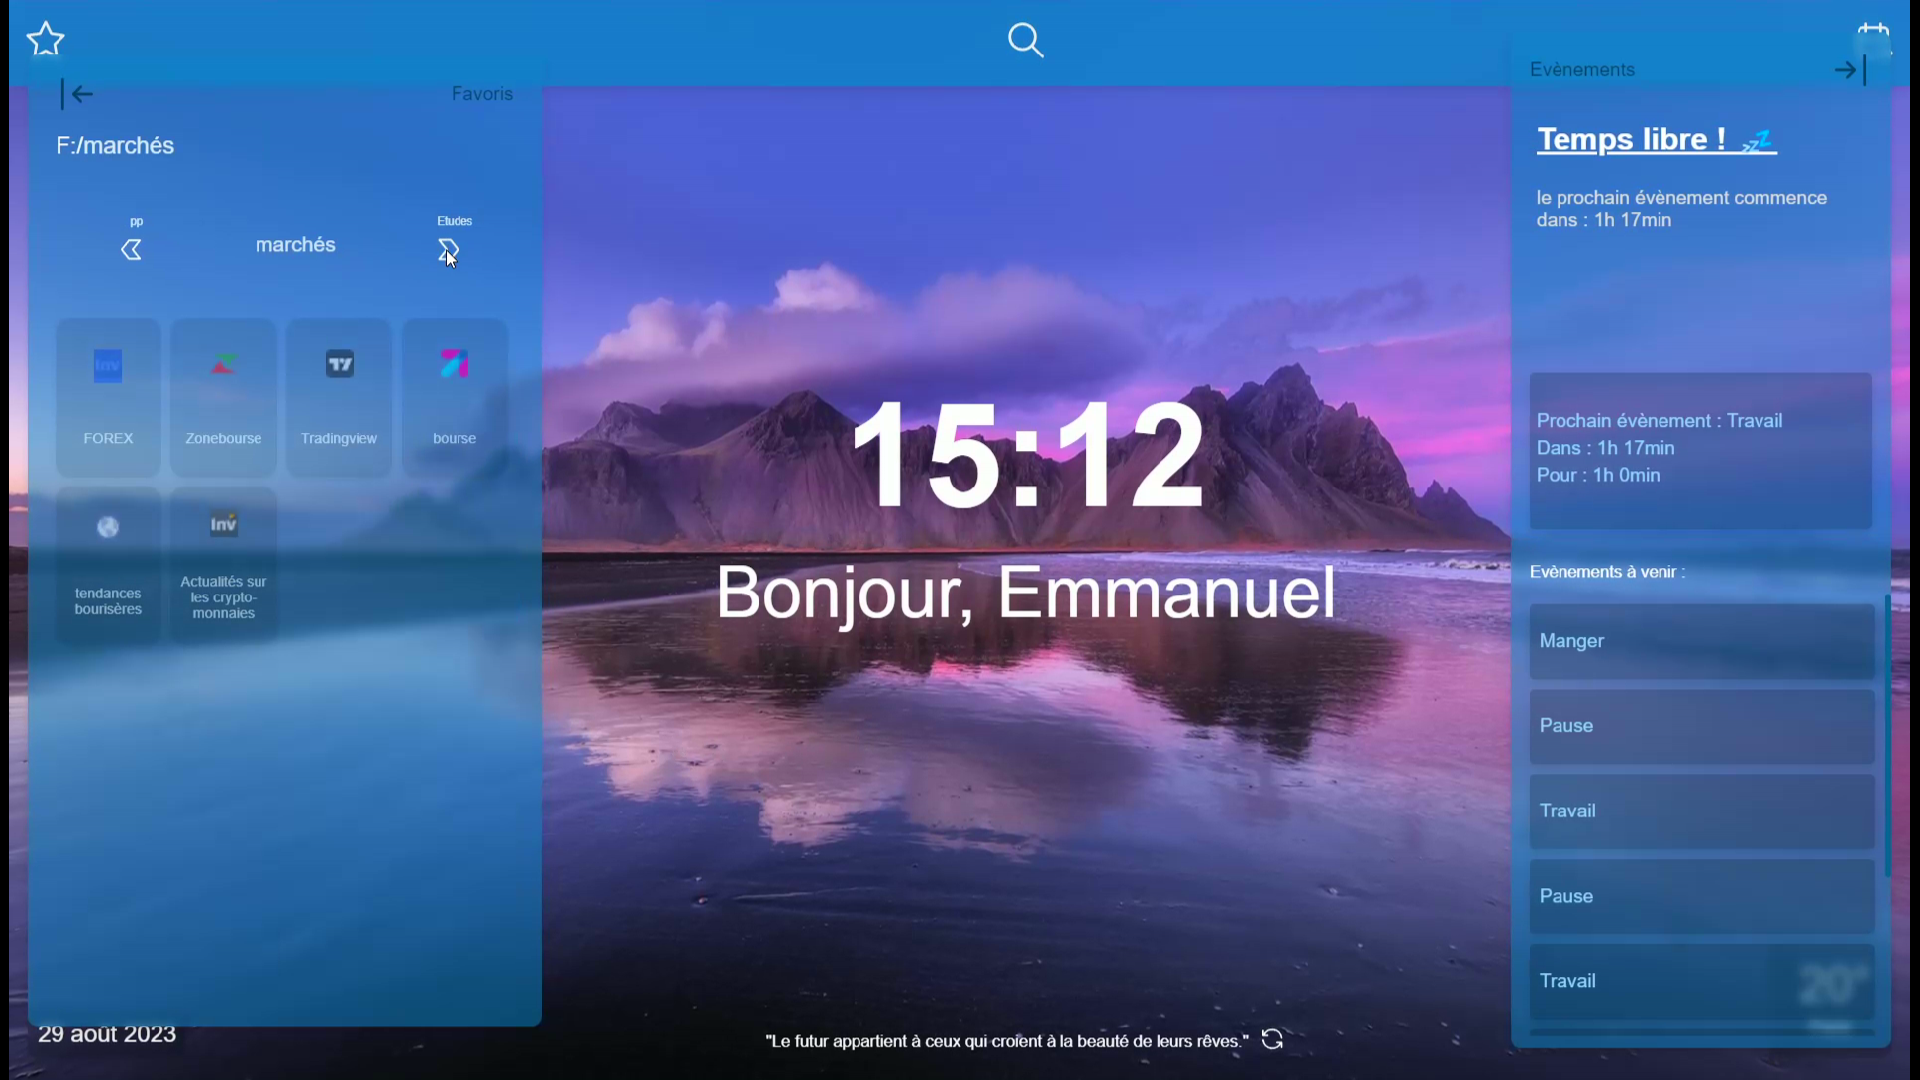 Favoris
F:/marchés
pp
marchés
Etudes
Inv
FOREX
Zonebourse
Tradingview
bourse
Inv
tendances
bourisères
Actualités sur
les crypto-
monnaies
15:12
Bonjour, Emmanuel
29 août 2023
"Le futur appartient à ceux qui croient à la beauté de leurs rêves."
Evènements
Temps libre ! 💤
le prochain évènement commence
dans : 1h 17min
Prochain évènement : Travail
Dans : 1h 17min
Pour : 1h 0min
Evènements à venir :
Manger
Pause
Travail
Pause
Travail
20°